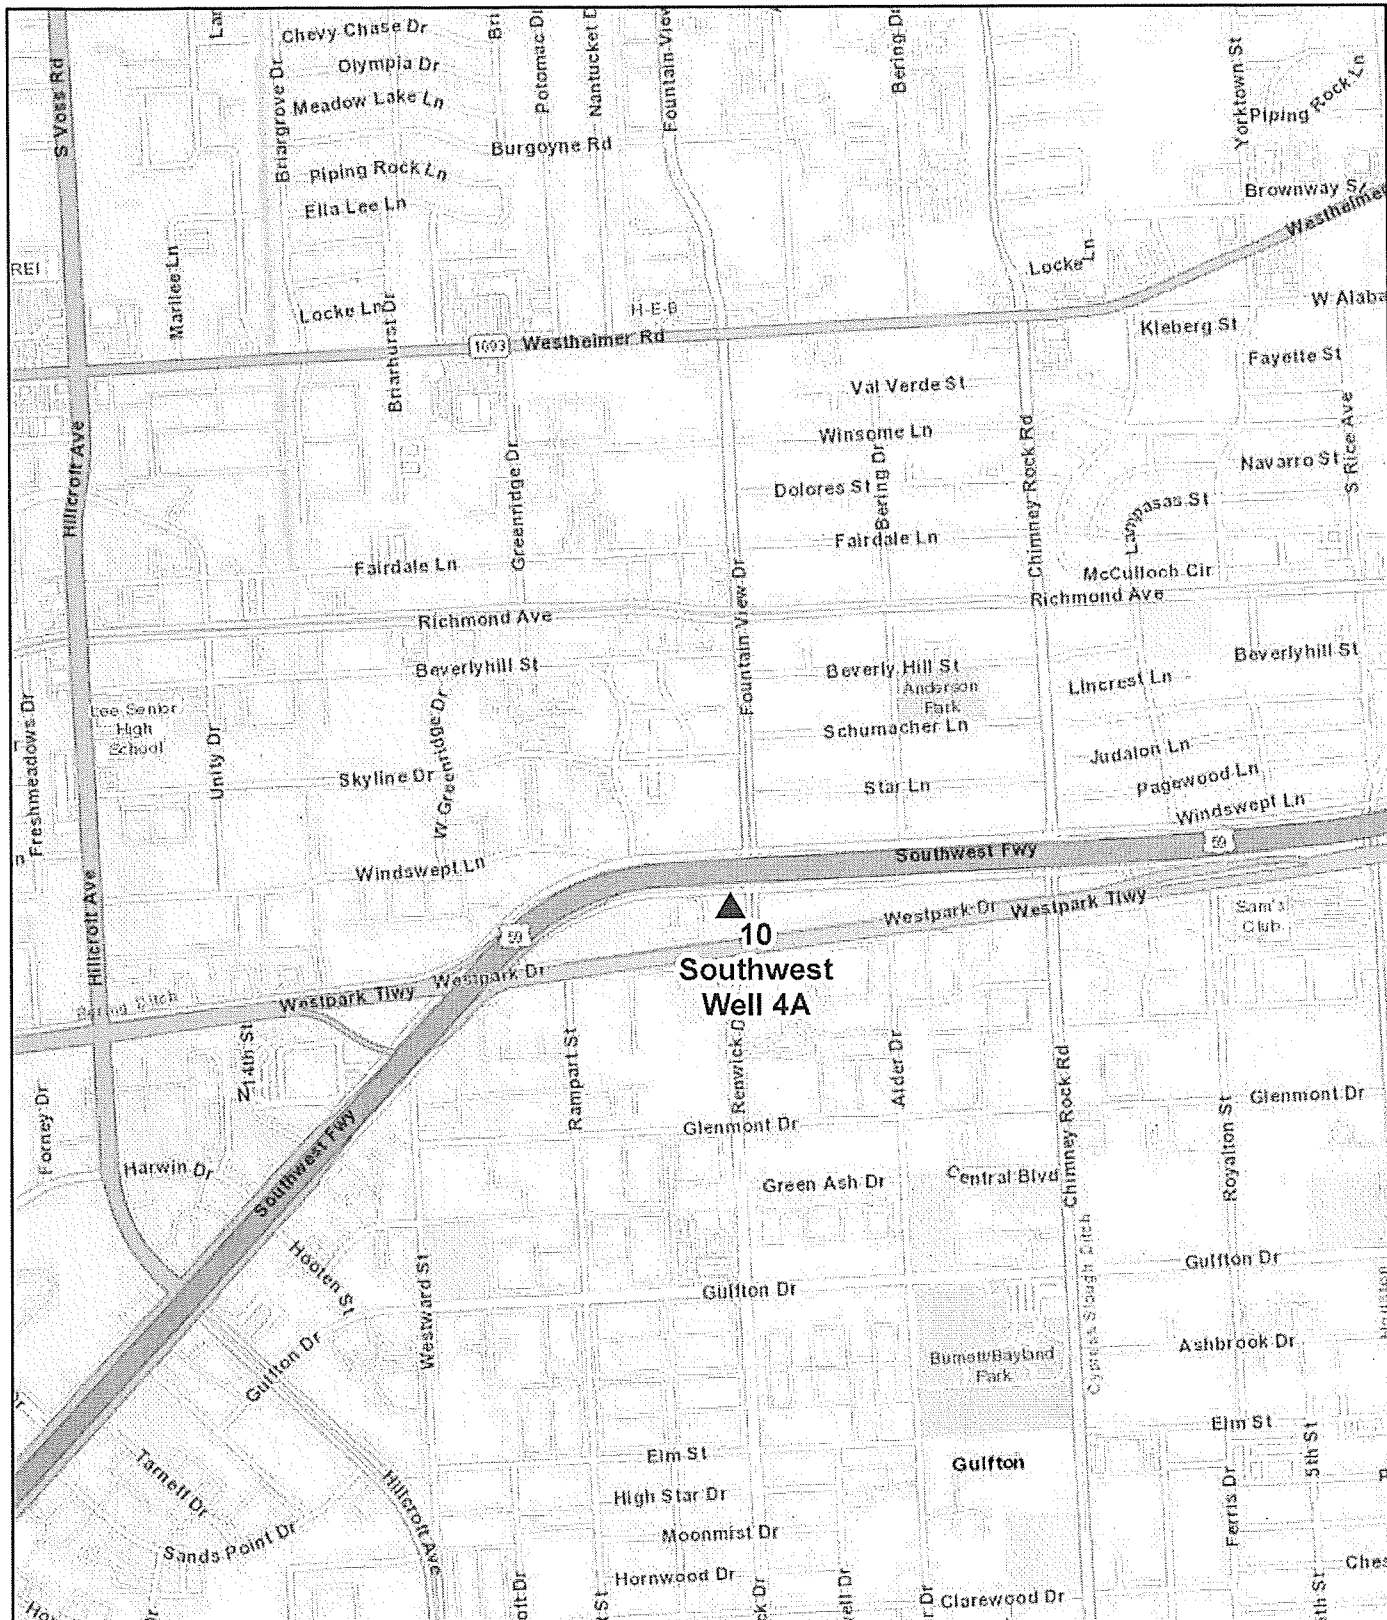 Chevy Chase Dr
Olympia Dr
Meadow Lake Ln
Potomac Dr
Nantucket D
Fountain View
Bering Dr
Yorktown St
Piping Rock Ln
S Voss Rd
Briargrove Dr
Burgoyne Rd
Piping Rock Ln
Ella Lee Ln
Brownway S
Westheimer
REI
Marilee Ln
Locke Ln
Locke Ln
Briarhurst Dr
H-E-B
W Alaba
1093
Westheimer Rd
Kleberg St
Fayette St
Val Verde St
Winsome Ln
Hillcroft Ave
Greenridge Dr
Bering Dr
Chimney Rock Rd
Navarro St
S Rice Ave
Dolores St
Lampasas St
Fairdale Ln
Fairdale Ln
McCulloch Cir
Richmond Ave
Richmond Ave
Fountain View Dr
Beverlyhill St
Beverly Hill St
Beverlyhill St
Anderson
Park
Lincrest Ln
Freshmeadows Dr
Lee Senior
High
School
Unity Dr
W Greenridge Dr
Schumacher Ln
Judalon Ln
Skyline Dr
Star Ln
Pagewood Ln
Windswept Ln
Windswept Ln
Southwest Fwy
59
Hillcroft Ave
59
10
Southwest
Well 4A
Westpark Dr
Westpark Tlwy
Sam's
Club
Westpark Dr
Westpark Tlwy
Bering Ditch
N 14th St
Rampart St
Renwick D
Alder Dr
Chimney Rock Rd
Forney Dr
Glenmont Dr
Glenmont Dr
Royalton St
Harwin Dr
Southwest Fwy
Green Ash Dr
Central Blvd
Hooten St
Westward St
Gulfton Dr
Gulfton Dr
Gulfton Dr
Cypress Slough Ditch
Burnett/Bayland
Park
Ashbrook Dr
Elm St
Elm St
Gulfton
5th St
Tarnef Dr
Hillcroft Ave
High Star Dr
Ferris Dr
Sands Point Dr
Moonmist Dr
Hornwood Dr
Clarewood Dr
Ches